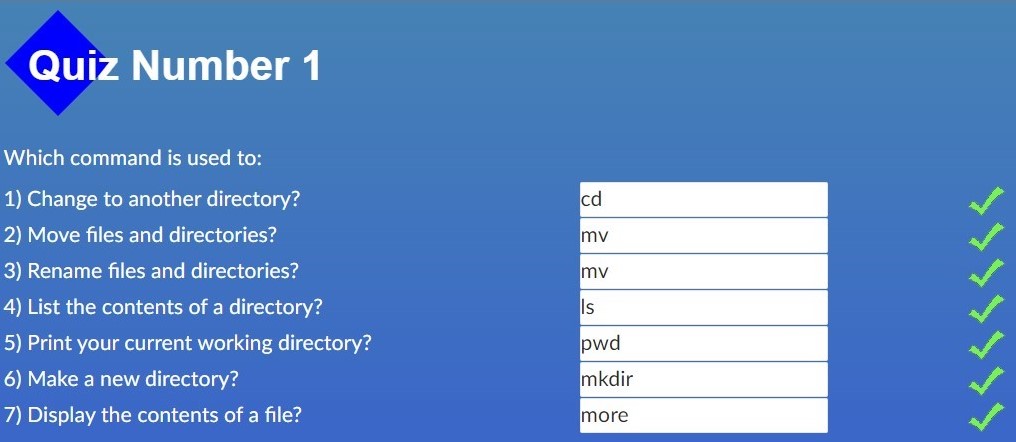 Quiz Number 1
Which command is used to:
1) Change to another directory? cd
2) Move files and directories? mv
3) Rename files and directories? mv
4) List the contents of a directory? ls
5) Print your current working directory? pwd
6) Make a new directory? mkdir
7) Display the contents of a file? more